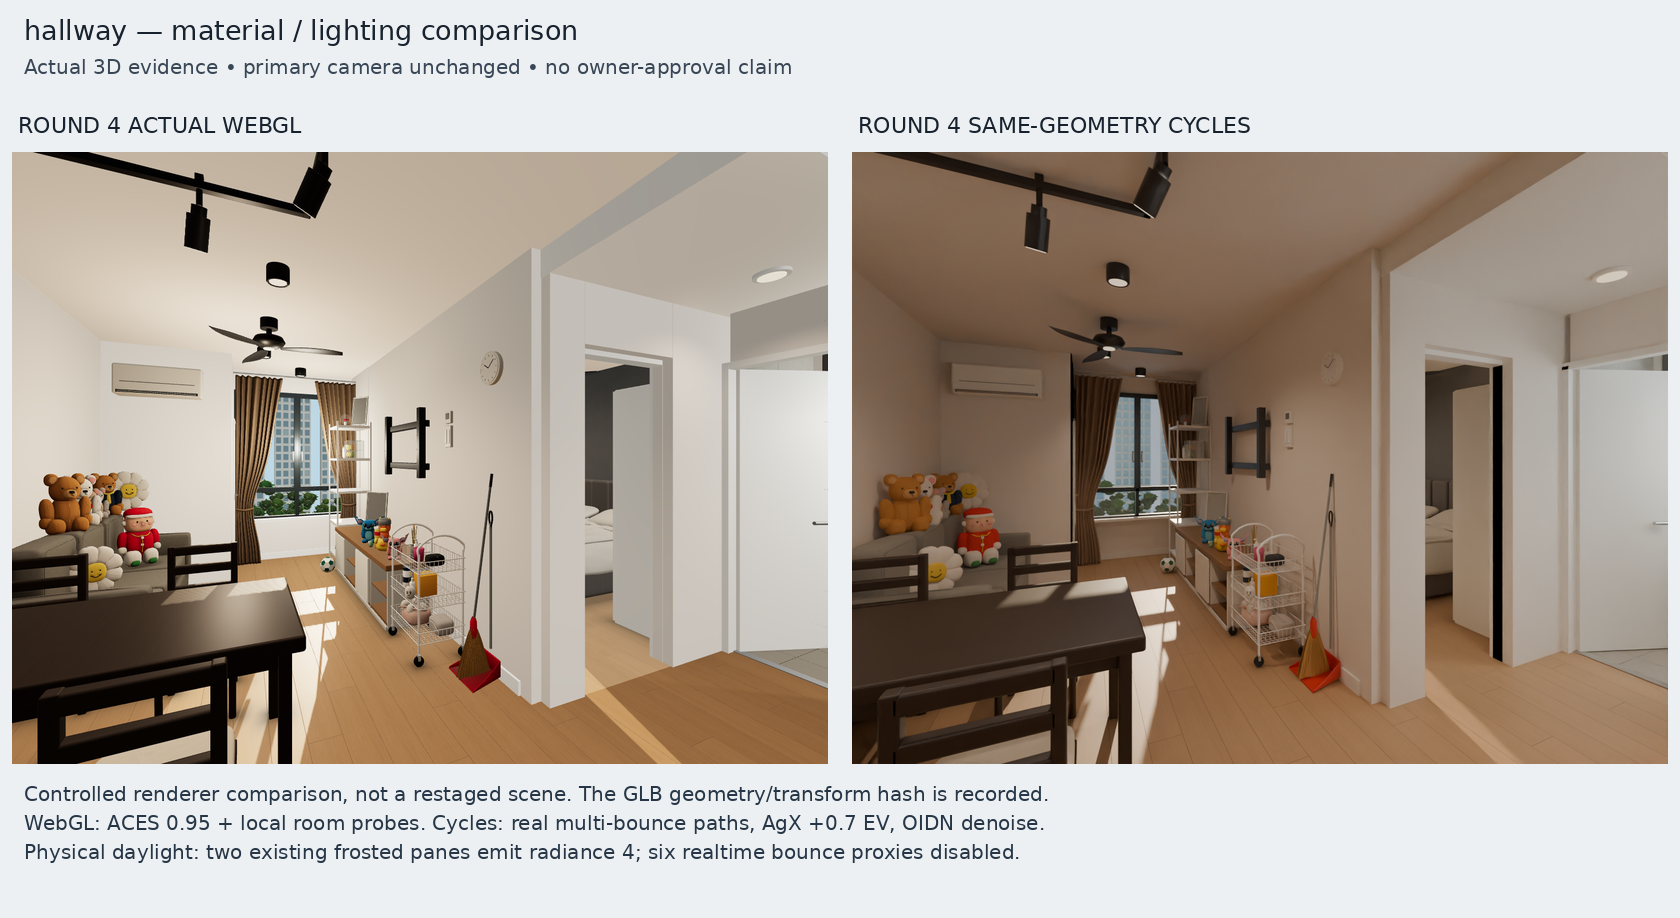 hallway — material / lighting comparison
Actual 3D evidence • primary camera unchanged • no owner-approval claim
ROUND 4 ACTUAL WEBGL
ROUND 4 SAME-GEOMETRY CYCLES
Controlled renderer comparison, not a restaged scene. The GLB geometry/transform hash is recorded.
WebGL: ACES 0.95 + local room probes. Cycles: real multi-bounce paths, AgX +0.7 EV, OIDN denoise.
Physical daylight: two existing frosted panes emit radiance 4; six realtime bounce proxies disabled.